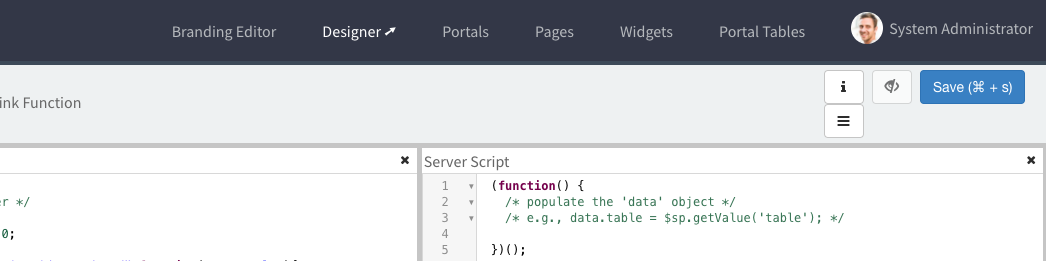 Branding Editor Designer Portals Pages Widgets Portal Tables System Administrator
ink Function
Save (⌘ + s)
Server Script
er */
0;
1 (function() {
2 /* populate the 'data' object */
3 /* e.g., data.table = $sp.getValue('table'); */
4
5 })();